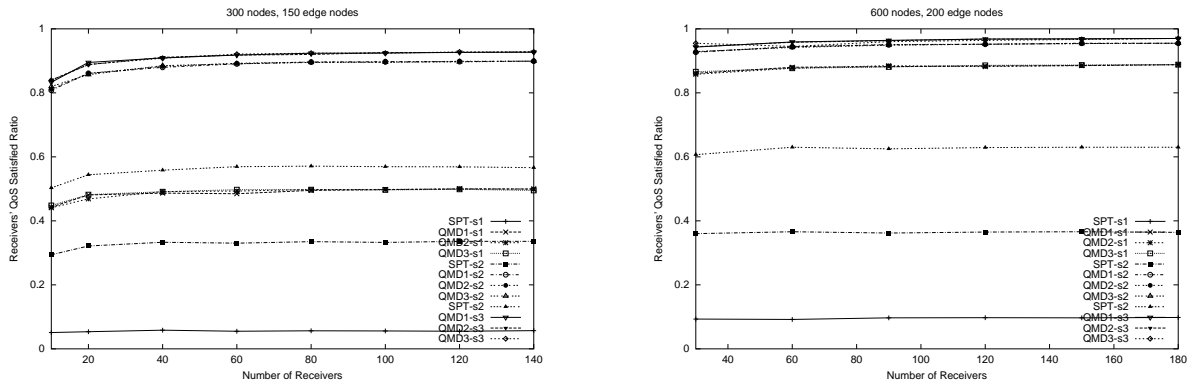 300 nodes, 150 edge nodes
1
0.8
0.6
0.4
0.2
0
20 40 60 80 100 120 140
Receivers' QoS Satisfied Ratio
Number of Receivers
SPT-s1
QMD1-s1
QMD2-s1
QMD3-s1
SPT-s2
QMD1-s2
QMD2-s2
QMD3-s2
SPT-s2
QMD1-s3
QMD2-s3
QMD3-s3
600 nodes, 200 edge nodes
1
0.8
0.6
0.4
0.2
0
40 60 80 100 120 140 160 180
Receivers' QoS Satisfied Ratio
Number of Receivers
SPT-s1
QMD1-s1
QMD2-s1
QMD3-s1
SPT-s2
QMD1-s2
QMD2-s2
QMD3-s2
SPT-s2
QMD1-s3
QMD2-s3
QMD3-s3